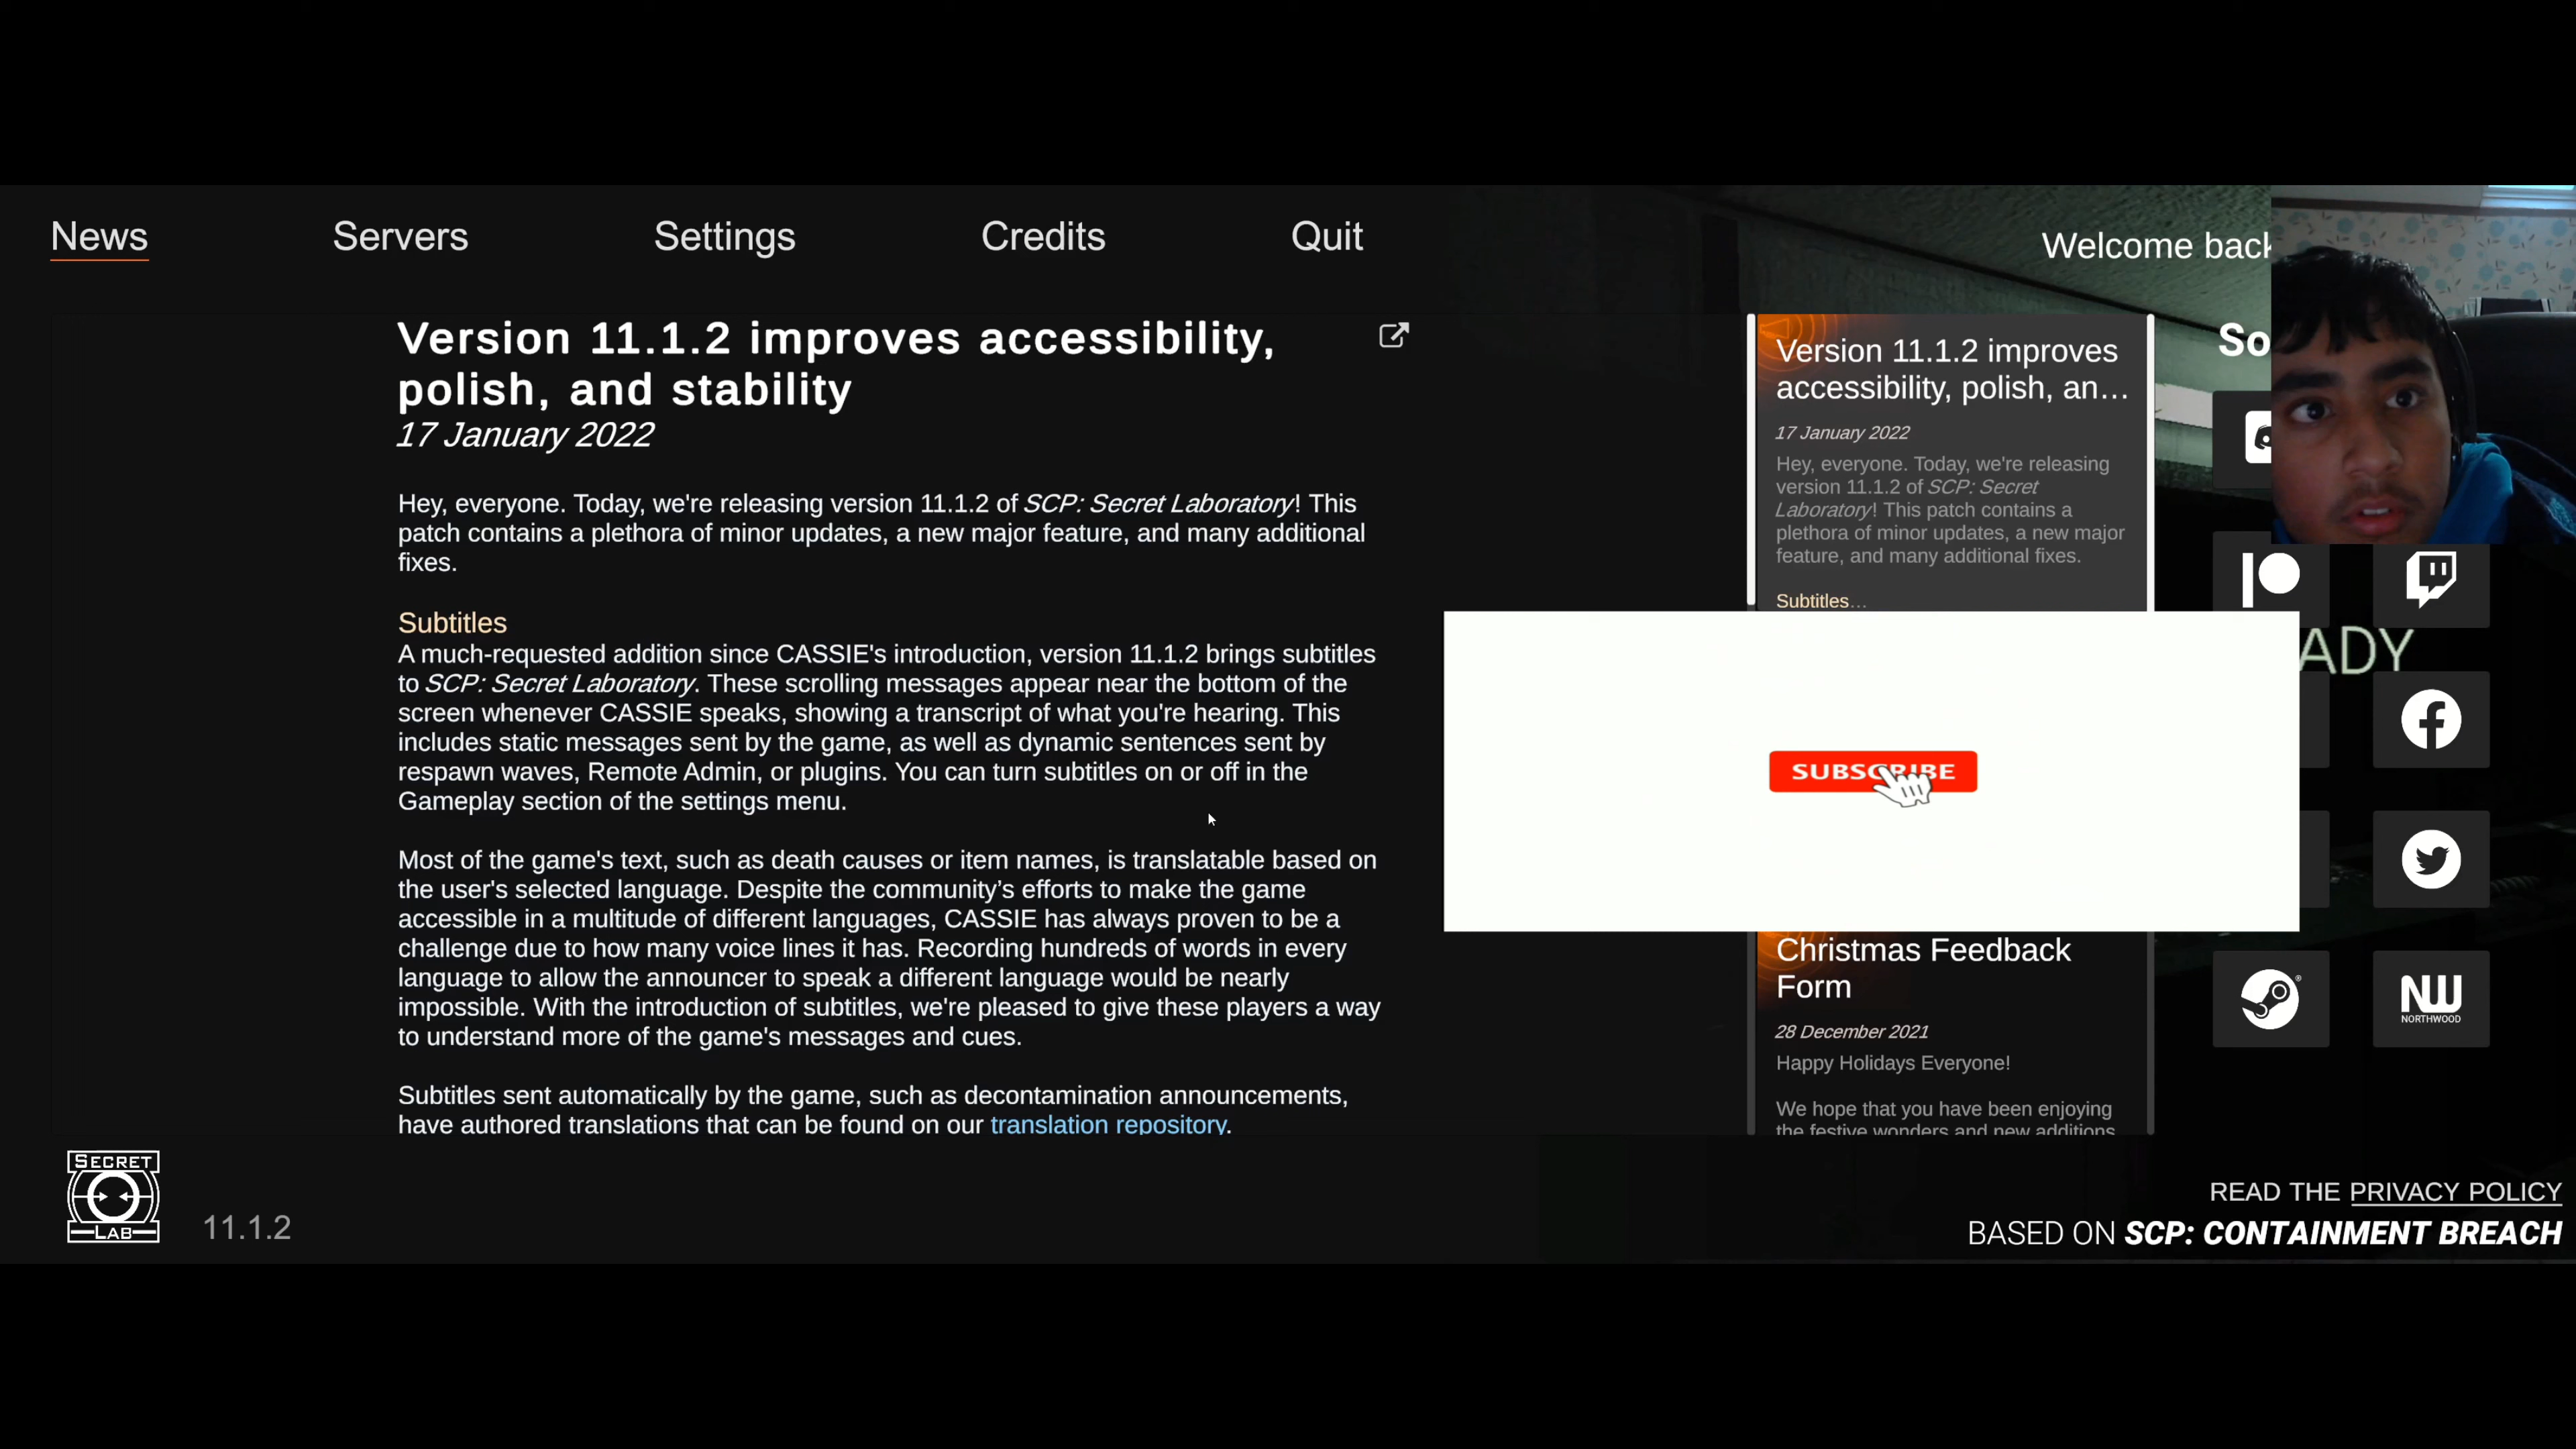 News
Servers
Settings
Credits
Quit
Welcome back
Version 11.1.2 improves accessibility,
polish, and stability
17 January 2022
Hey, everyone. Today, we're releasing version 11.1.2 of SCP: Secret Laboratory! This
patch contains a plethora of minor updates, a new major feature, and many additional
fixes.
Subtitles
A much-requested addition since CASSIE's introduction, version 11.1.2 brings subtitles
to SCP: Secret Laboratory. These scrolling messages appear near the bottom of the
screen whenever CASSIE speaks, showing a transcript of what you're hearing. This
includes static messages sent by the game, as well as dynamic sentences sent by
respawn waves, Remote Admin, or plugins. You can turn subtitles on or off in the
Gameplay section of the settings menu.
Most of the game's text, such as death causes or item names, is translatable based on
the user's selected language. Despite the community’s efforts to make the game
accessible in a multitude of different languages, CASSIE has always proven to be a
challenge due to how many voice lines it has. Recording hundreds of words in every
language to allow the announcer to speak a different language would be nearly
impossible. With the introduction of subtitles, we're pleased to give these players a way
to understand more of the game's messages and cues.
Subtitles sent automatically by the game, such as decontamination announcements,
have authored translations that can be found on our translation repository.
Version 11.1.2 improves
accessibility, polish, an...
17 January 2022
Hey, everyone. Today, we're releasing
version 11.1.2 of SCP: Secret
Laboratory! This patch contains a
plethora of minor updates, a new major
feature, and many additional fixes.
Subtitles...
SUBSCRIBE
Christmas Feedback
Form
28 December 2021
Happy Holidays Everyone!
We hope that you have been enjoying
the festive wonders and new additions
So
ADY
NW
NORTHWOOD
SECRET
LAB
11.1.2
READ THE PRIVACY POLICY
BASED ON SCP: CONTAINMENT BREACH